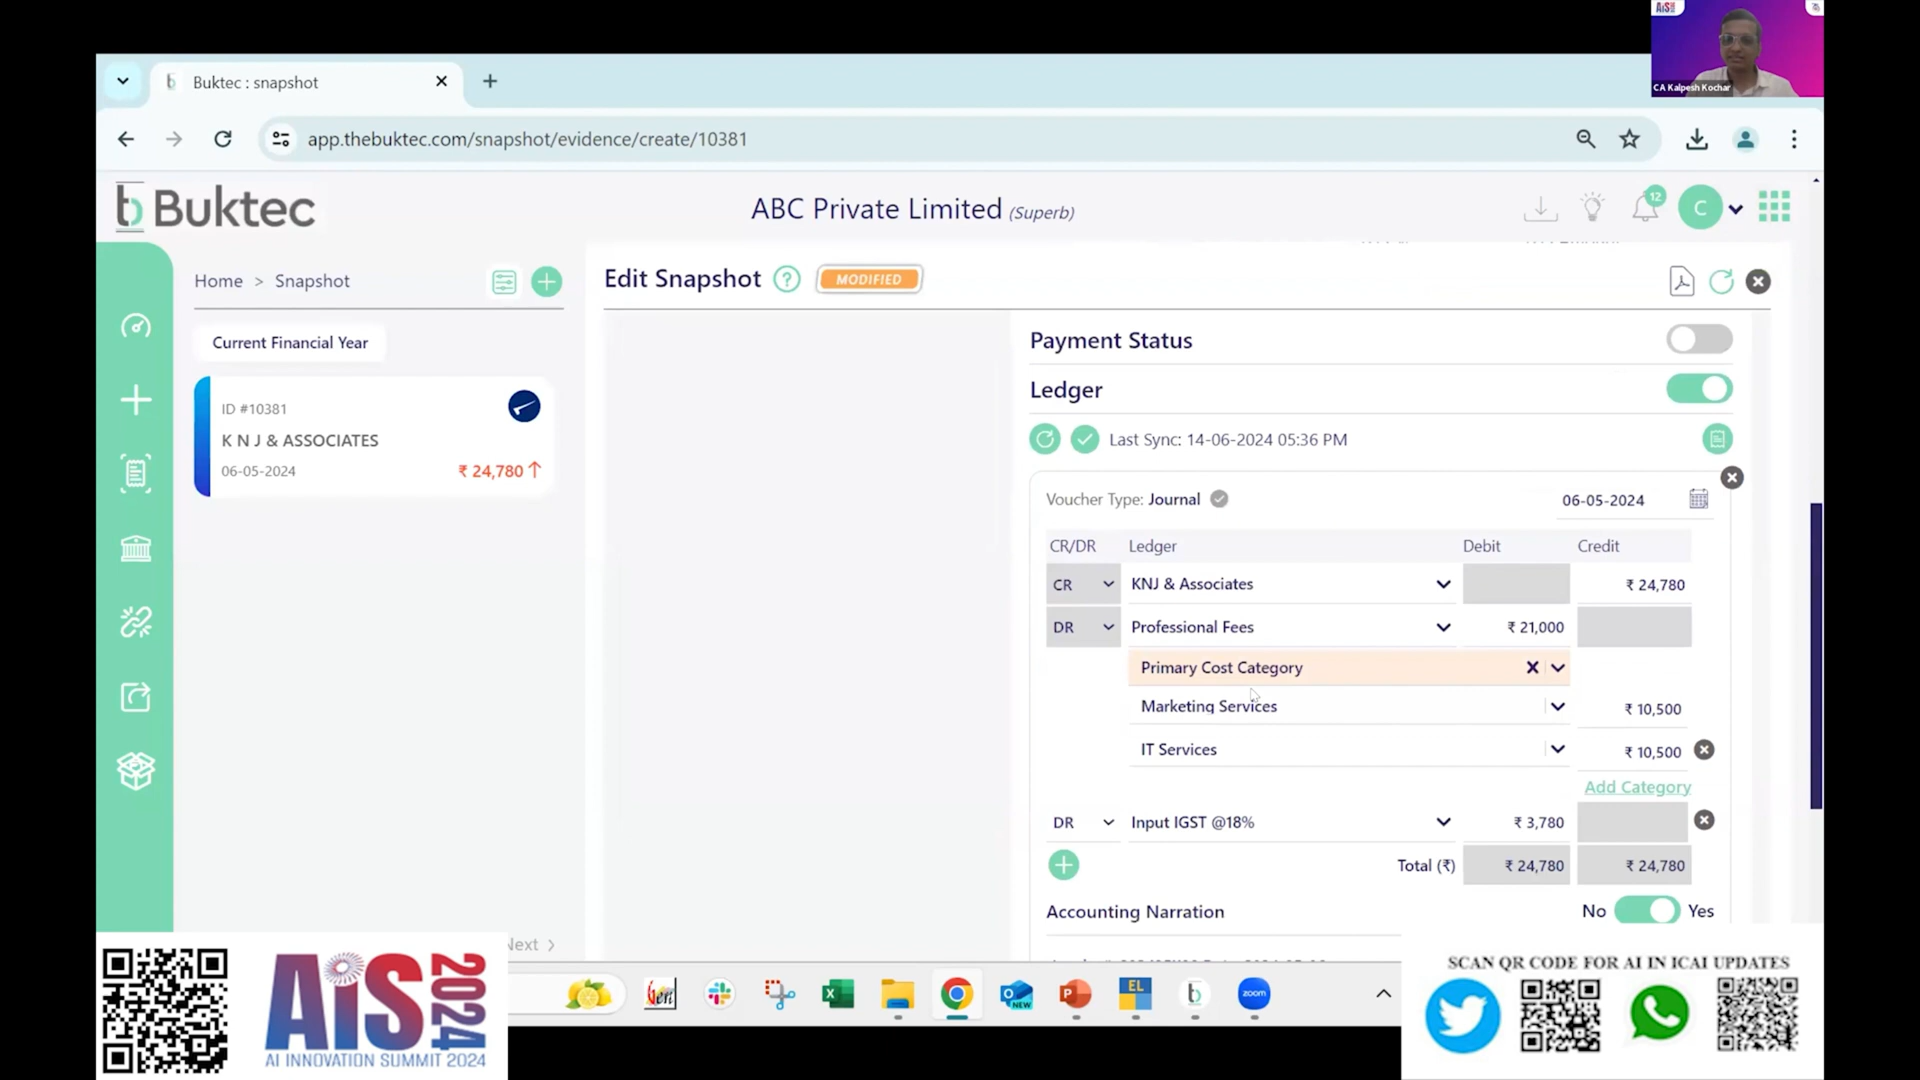 AiS
CA Kalpesh Kochar
Buktec : snapshot
app.thebuktec.com/snapshot/evidence/create/10381
Buktec
ABC Private Limited (Superb)
12
C
Home > Snapshot
Edit Snapshot ? MODIFIED
Current Financial Year
ID #10381
K N J & ASSOCIATES
06-05-2024 ₹ 24,780
Payment Status
Ledger
Last Sync: 14-06-2024 05:36 PM
Voucher Type: Journal 06-05-2024
CR/DR Ledger Debit Credit
CR KNJ & Associates ₹ 24,780
DR Professional Fees ₹ 21,000
Primary Cost Category
Marketing Services ₹ 10,500
IT Services ₹ 10,500
Add Category
DR Input IGST @18% ₹ 3,780
Total (₹) ₹ 24,780 ₹ 24,780
Accounting Narration No Yes
Next >
AiS 2024
AI INNOVATION SUMMIT 2024
EL
NEW
zoom
SCAN QR CODE FOR AI IN ICAI UPDATES